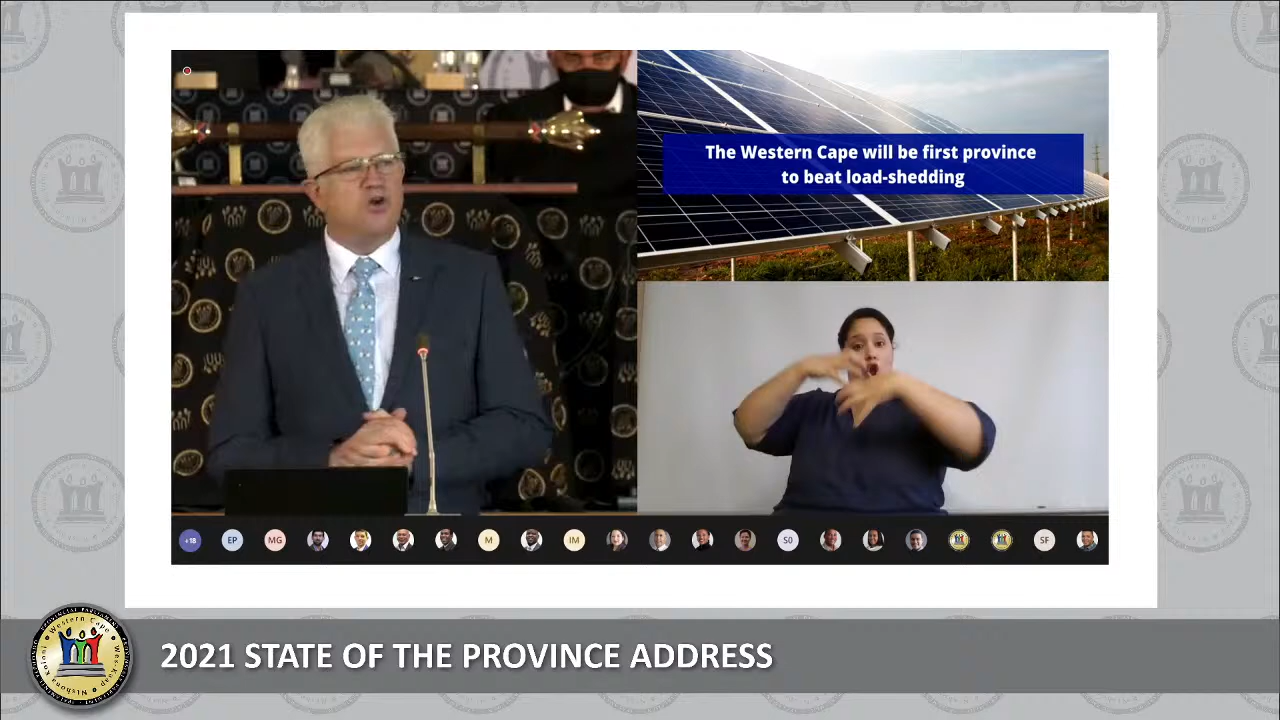 The Western Cape will be first province
to beat load-shedding
+18
EP
MG
M
IM
S0
SF
Western Cape
2021 STATE OF THE PROVINCE ADDRESS